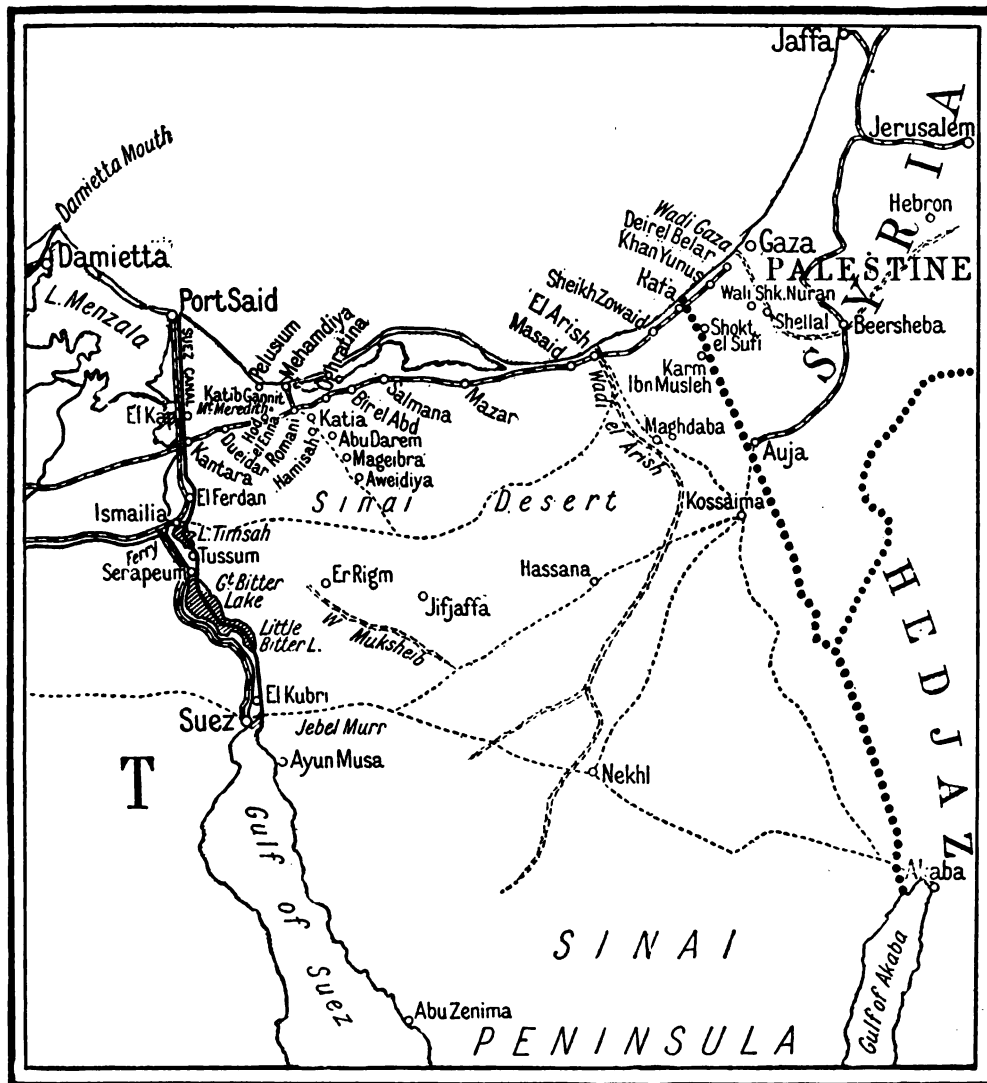 Jaffa
Jerusalem
Hebron
SYRIA
Damietta Mouth
Damietta
L. Menzala
Port Said
SUEZ CANAL
Wadi Gaza
Deirel Belar
Khan Yunus
Gaza
PALESTINE
Rafa
Wali Shk. Nuran
Shellal
Beersheba
Sheikh Zowaid
Shokt
el Sufi
El Arish
Masaid
Karm
Ibn Musleh
Pelusium
Mehamdiya
Oghratina
Katib Gannit
Mt. Meredith
Hod
el Enna
El Kap
Kantara
Dueidar
Romani
Hamisah
Katia
Bir el Abd
Salmana
Mazar
Abu Darem
Mageibra
Aweidiya
Wadi
el Arish
Maghdaba
Auja
Kossaima
El Ferdan
Sinai Desert
Ismailia
L. Timsah
Ferry
Tussum
Serapeum
Gt. Bitter
Lake
Little
Bitter L.
Er Rigm
Jifjaffa
Hassana
W Muksheib
HEDJAZ
El Kubri
Suez
Jebel Murr
Ayun Musa
Nekhl
T
Gulf of Suez
Akaba
Gulf of Akaba
SINAI
PENINSULA
Abu Zenima